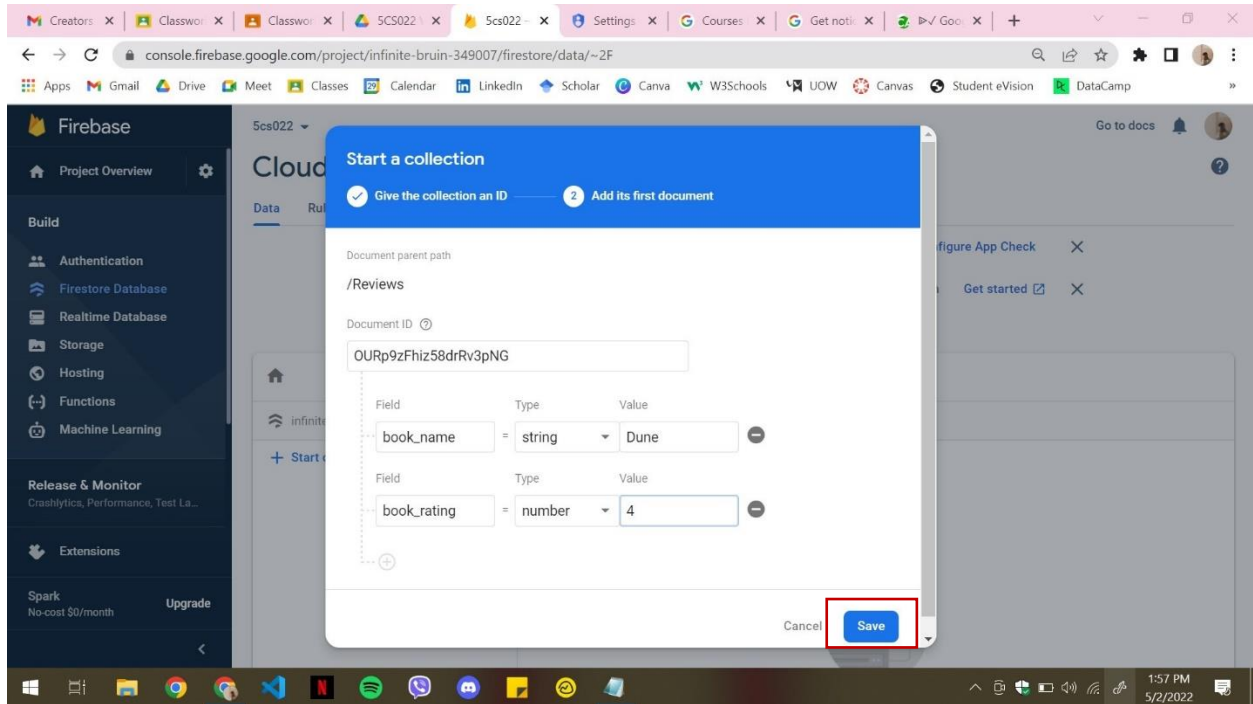 Creators
Classwor
Classwor
5CS022 \
5cs022 -
Settings
Courses
Get notic
Goo
console.firebase.google.com/project/infinite-bruin-349007/firestore/data/~2F
Apps Gmail Drive Meet Classes Calendar LinkedIn Scholar Canva W3Schools UOW Canvas Student eVision DataCamp »
Firebase
5cs022
Go to docs
Project Overview
Cloud
Data Rul
Start a collection
Give the collection an ID
2 Add its first document
Build
Authentication
Firestore Database
Realtime Database
Storage
Hosting
Functions
Machine Learning
Release & Monitor
Crashlytics, Performance, Test La...
Extensions
Spark
No-cost $0/month
Upgrade
figure App Check
Get started
infinite
+ Start c
Document parent path
/Reviews
Document ID
OURp9zFhiz58drRv3pNG
Field Type Value
book_name = string Dune
Field Type Value
book_rating = number 4
Cancel Save
1:57 PM
5/2/2022